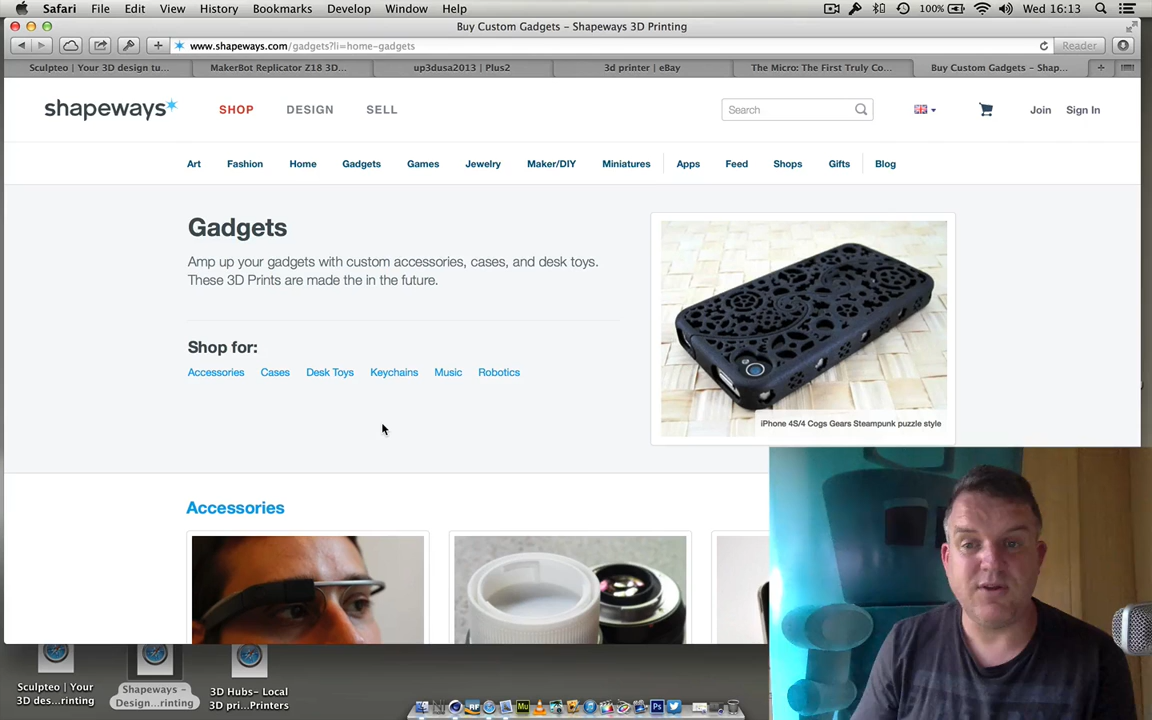 Safari File Edit View History Bookmarks Develop Window Help 100% Wed 16:13
Buy Custom Gadgets – Shapeways 3D Printing
www.shapeways.com/gadgets?li=home-gadgets Reader
Sculpteo | Your 3D design tu... MakerBot Replicator Z18 3D... up3dusa2013 | Plus2 3d printer | eBay The Micro: The First Truly Co... Buy Custom Gadgets – Shap...
shapeways SHOP DESIGN SELL Search Join Sign In
Art Fashion Home Gadgets Games Jewelry Maker/DIY Miniatures Apps Feed Shops Gifts Blog
Gadgets
Amp up your gadgets with custom accessories, cases, and desk toys.
These 3D Prints are made the in the future.
Shop for:
Accessories Cases Desk Toys Keychains Music Robotics
iPhone 4S/4 Cogs Gears Steampunk puzzle style
Accessories
Sculpteo | Your
3D des...rinting
Shapeways –
Design...rinting
3D Hubs- Local
3D pri...Printers
RF Mu Ps